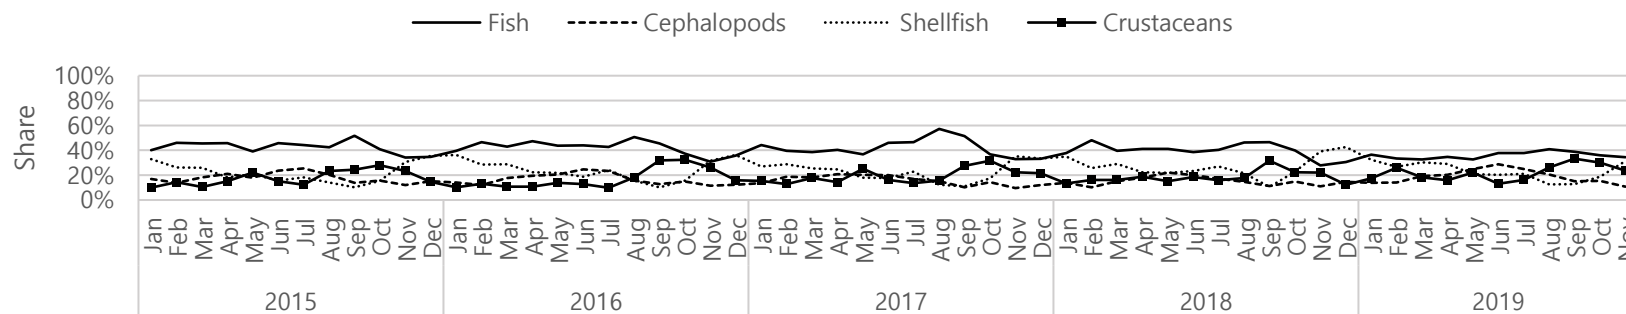 Fish Cephalopods Shellfish Crustaceans
Share
100%
80%
60%
40%
20%
0%
Jan Feb Mar Apr May Jun Jul Aug Sep Oct Nov Dec Jan Feb Mar Apr May Jun Jul Aug Sep Oct Nov Dec Jan Feb Mar Apr May Jun Jul Aug Sep Oct Nov Dec Jan Feb Mar Apr May Jun Jul Aug Sep Oct Nov Dec Jan Feb Mar Apr May Jun Jul Aug Sep Oct Nov
2015 2016 2017 2018 2019